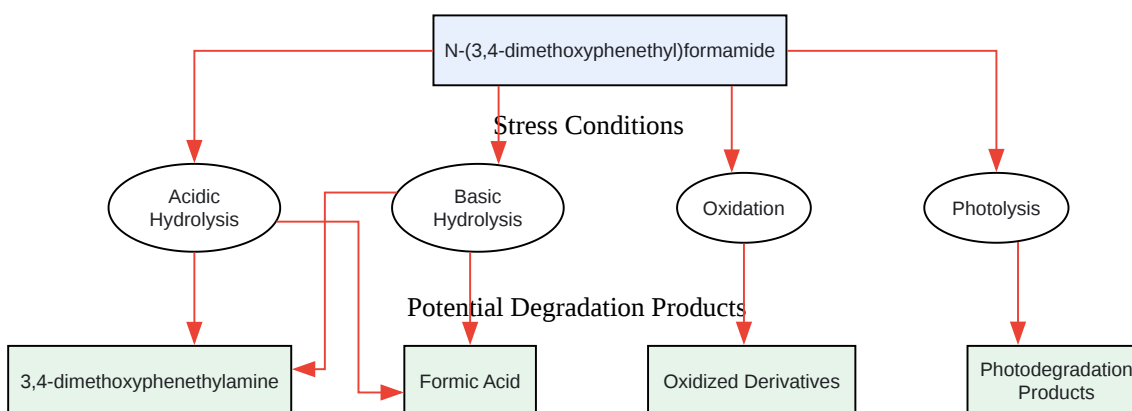 N-(3,4-dimethoxyphenethyl)formamide
Stress Conditions
Acidic
Hydrolysis
Basic
Hydrolysis
Oxidation
Photolysis
Potential Degradation Products
3,4-dimethoxyphenethylamine
Formic Acid
Oxidized Derivatives
Photodegradation
Products